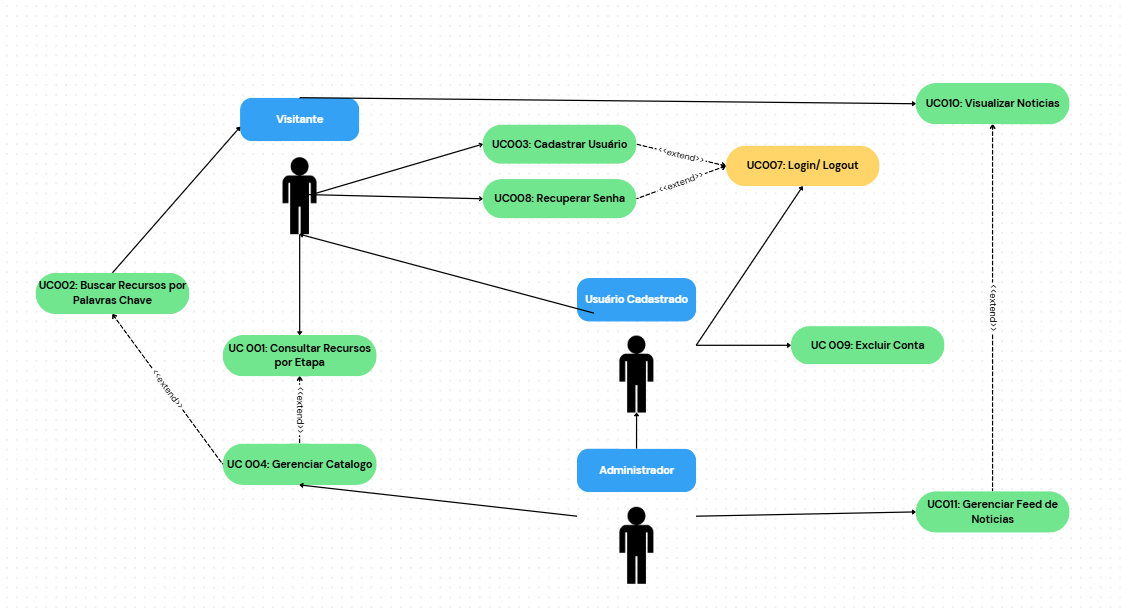 UC010: Visualizar Noticias
Visitante
UC003: Cadastrar Usuário
<<extend>>
UC007: Login/ Logout
UC008: Recuperar Senha
<<extend>>
UC002: Buscar Recursos por
Palavras Chave
Usuário Cadastrado
<<extend>>
UC 001: Consultar Recursos
por Etapa
UC 009: Excluir Conta
<<extend>>
<<extend>>
UC 004: Gerenciar Catalogo
Administrador
UC011: Gerenciar Feed de
Noticias